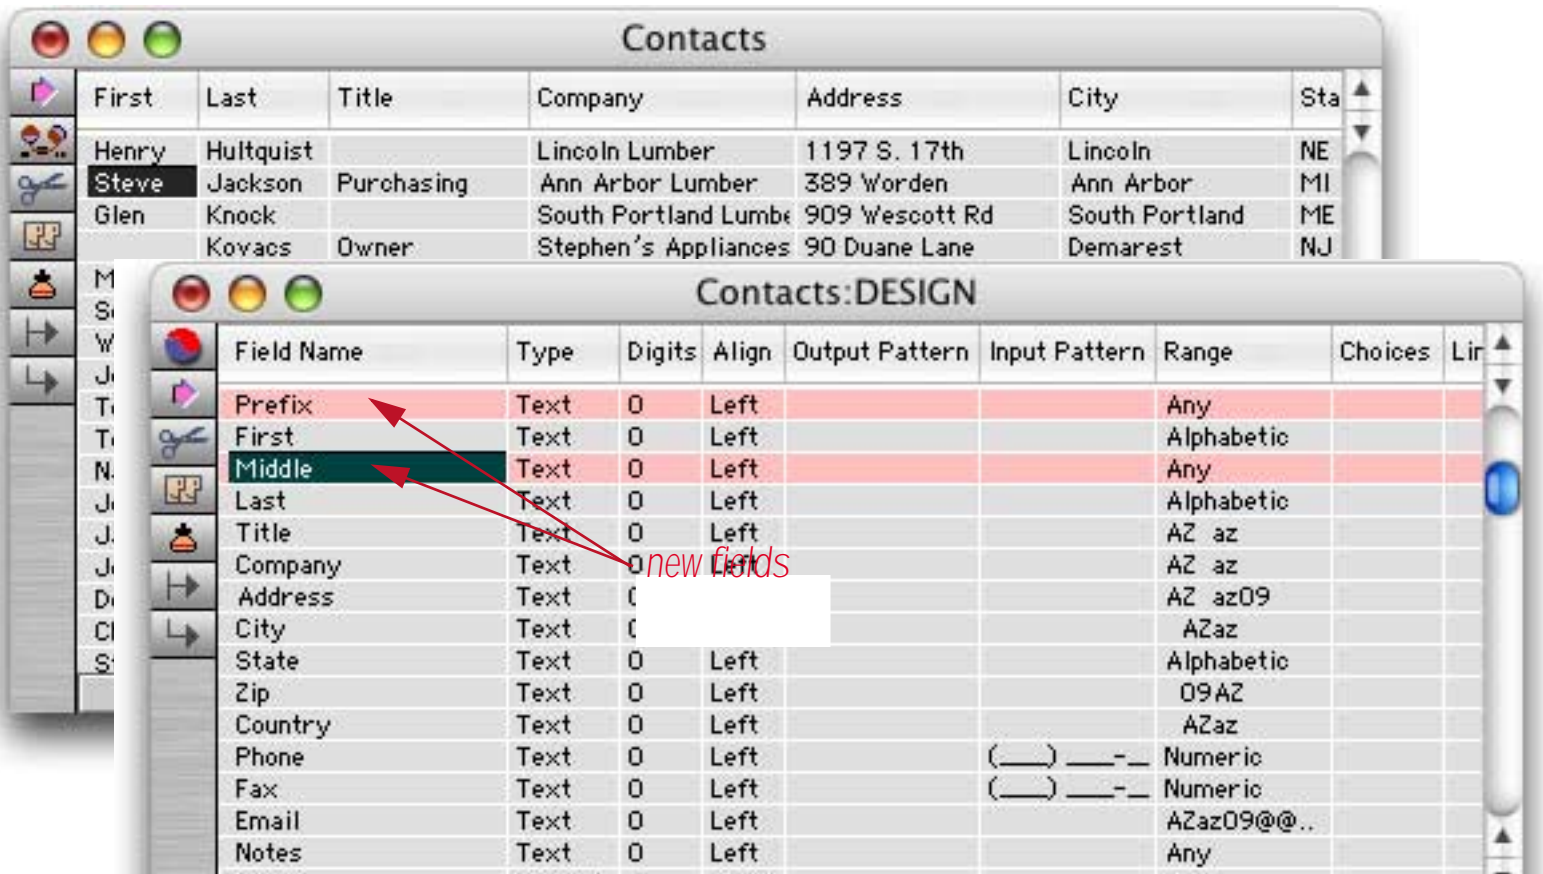 Contacts
First Last Title Company Address City Sta
Henry Hultquist Lincoln Lumber 1197 S. 17th Lincoln NE
Steve Jackson Purchasing Ann Arbor Lumber 389 Worden Ann Arbor MI
Glen Knock South Portland Lumbe 909 Wescott Rd South Portland ME
Kovacs Owner Stephen's Appliances 90 Duane Lane Demarest NJ
Contacts:DESIGN
Field Name Type Digits Align Output Pattern Input Pattern Range Choices Lin
Prefix Text 0 Left Any
First Text 0 Left Alphabetic
Middle Text 0 Left Any
Last Text 0 Left Alphabetic
Title Text 0 Left AZ az
Company Text 0 Left AZ az
new fields
Address Text AZ az09
City Text AZaz
State Text 0 Left Alphabetic
Zip Text 0 Left 09AZ
Country Text 0 Left AZaz
Phone Text 0 Left (___) ___-_ Numeric
Fax Text 0 Left (___) ___-_ Numeric
Email Text 0 Left AZaz09@@..
Notes Text 0 Left Any